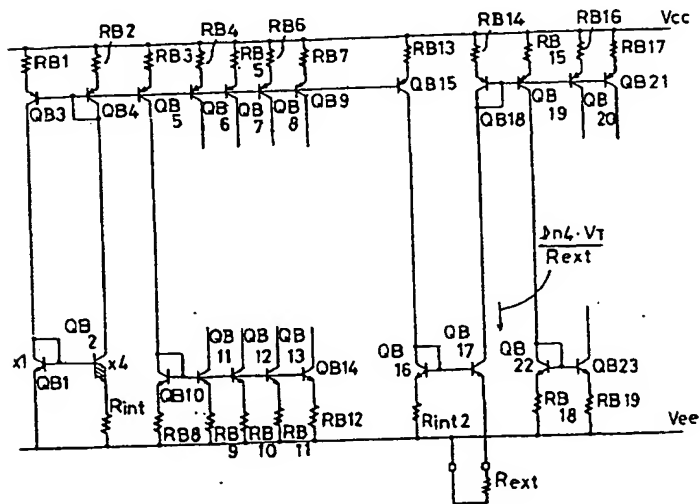 Vcc
RB1
RB2
RB3
RB4
RB
5
RB6
RB7
RB13
RB14
RB
15
RB16
RB17
QB3
QB4
QB
5
QB
6
QB
7
QB
8
QB9
QB15
QB18
QB
19
QB
20
QB21
ℓn4·VT
Rext
x1
QB1
QB
2
x4
Rint
QB10
QB
11
QB
12
QB
13
QB14
QB
16
QB
17
QB
22
QB23
RB8
RB
9
RB
10
RB
11
RB12
Rint2
RB
18
RB19
Vee
Rext